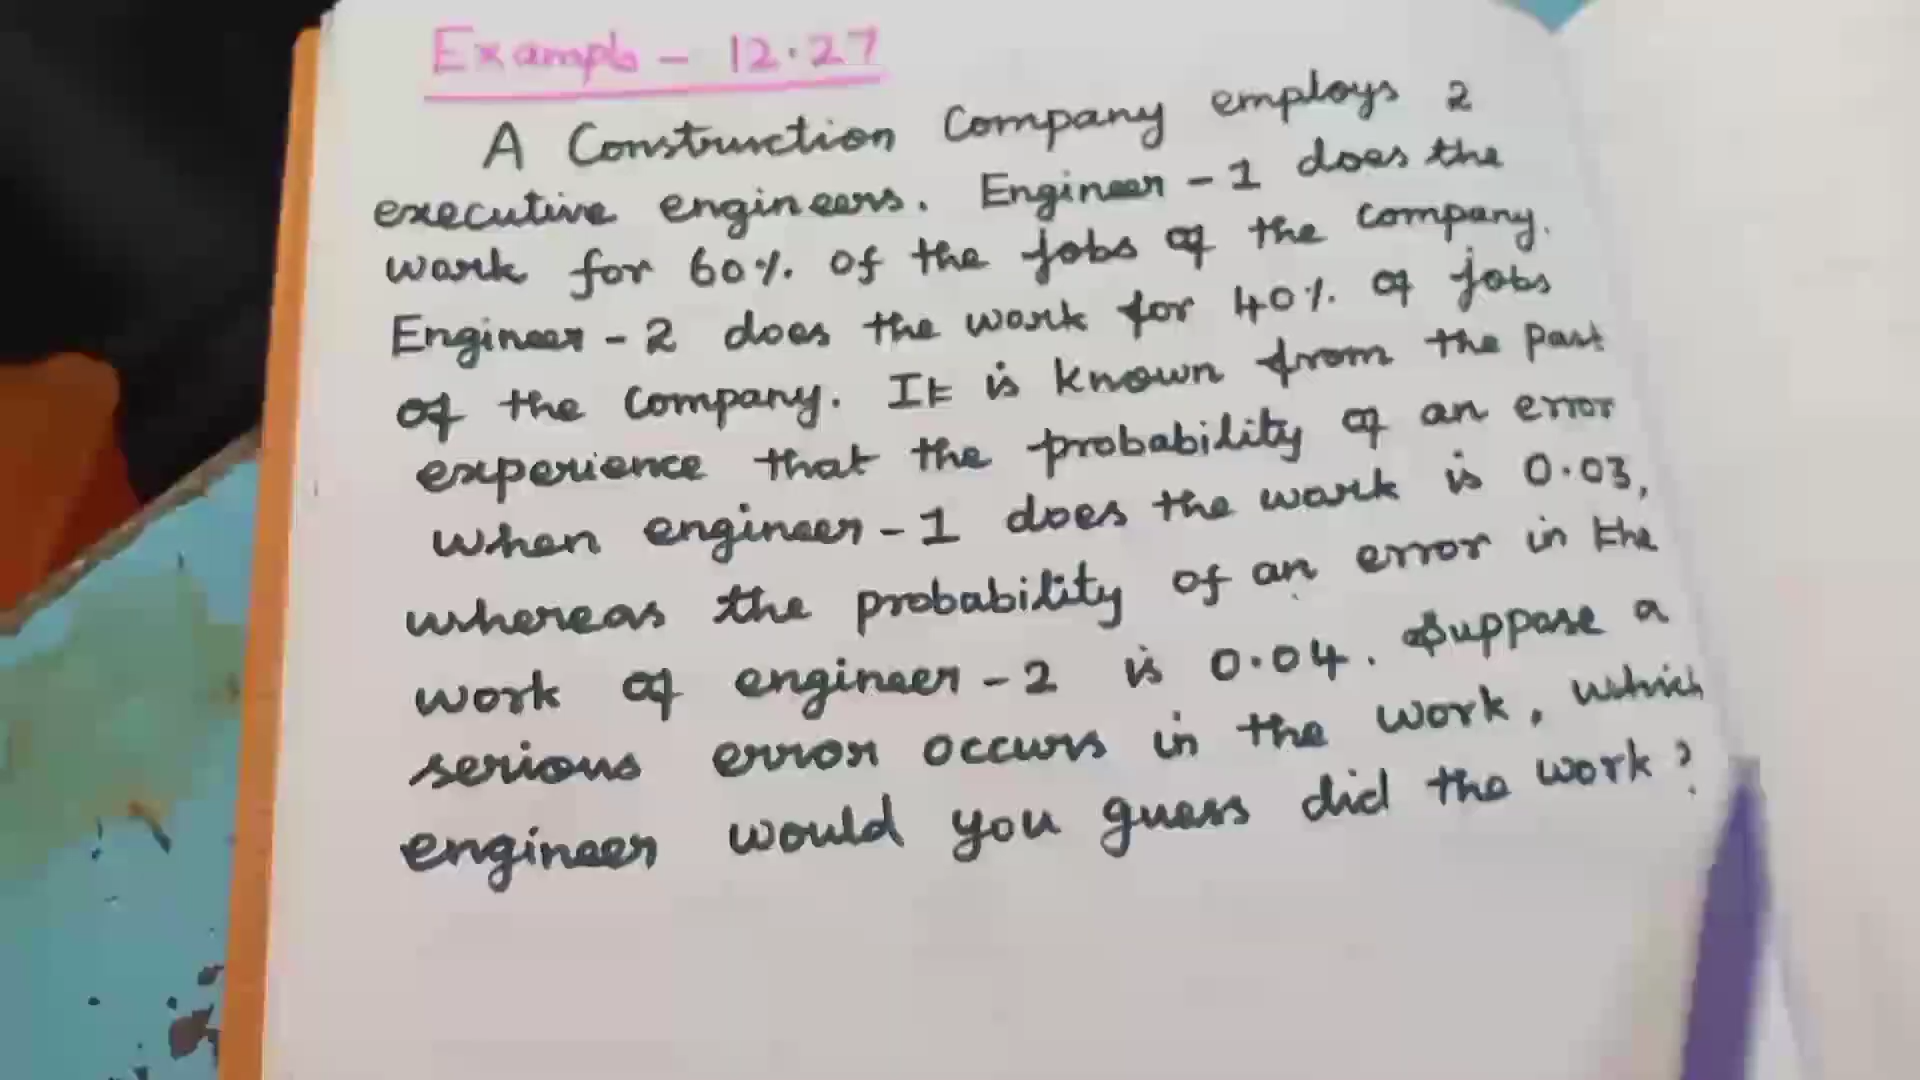 Example - 12.27
A Construction Company employs 2
executive engineers. Engineer - 1 does the
work for 60% of the jobs of the company.
Engineer - 2 does the work for 40% of jobs
of the company. It is known from the past
experience that the probability of an error
when engineer - 1 does the work is 0.03,
whereas the probability of an error in the
work of engineer - 2 is 0.04. Suppose a
serious error occurs in the work, which
engineer would you guess did the work?